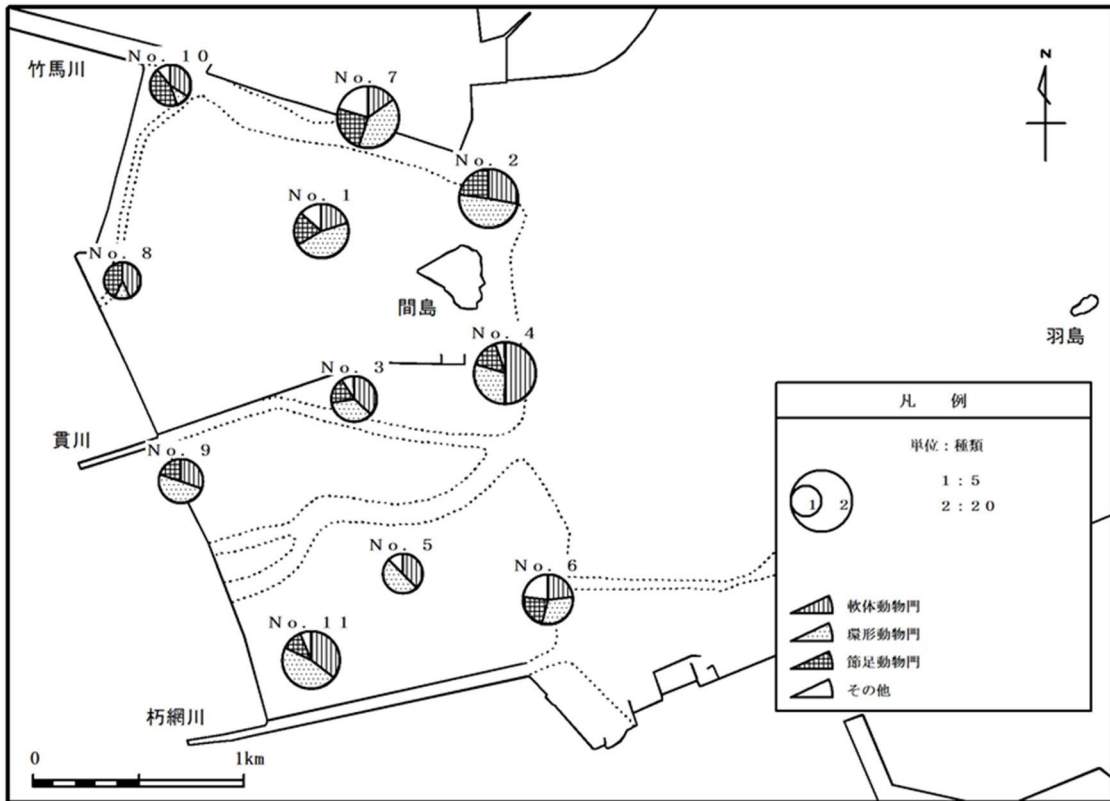 No. 10
竹馬川
No. 7
N
No. 2
No. 1
No. 8
間島
羽島
No. 4
No. 3
凡 例
単位:種類
貫川
No. 9
1:5
1 2
2:20
No. 5
No. 6
軟体動物門
環形動物門
No. 11
節足動物門
その他
朽網川
0 1km